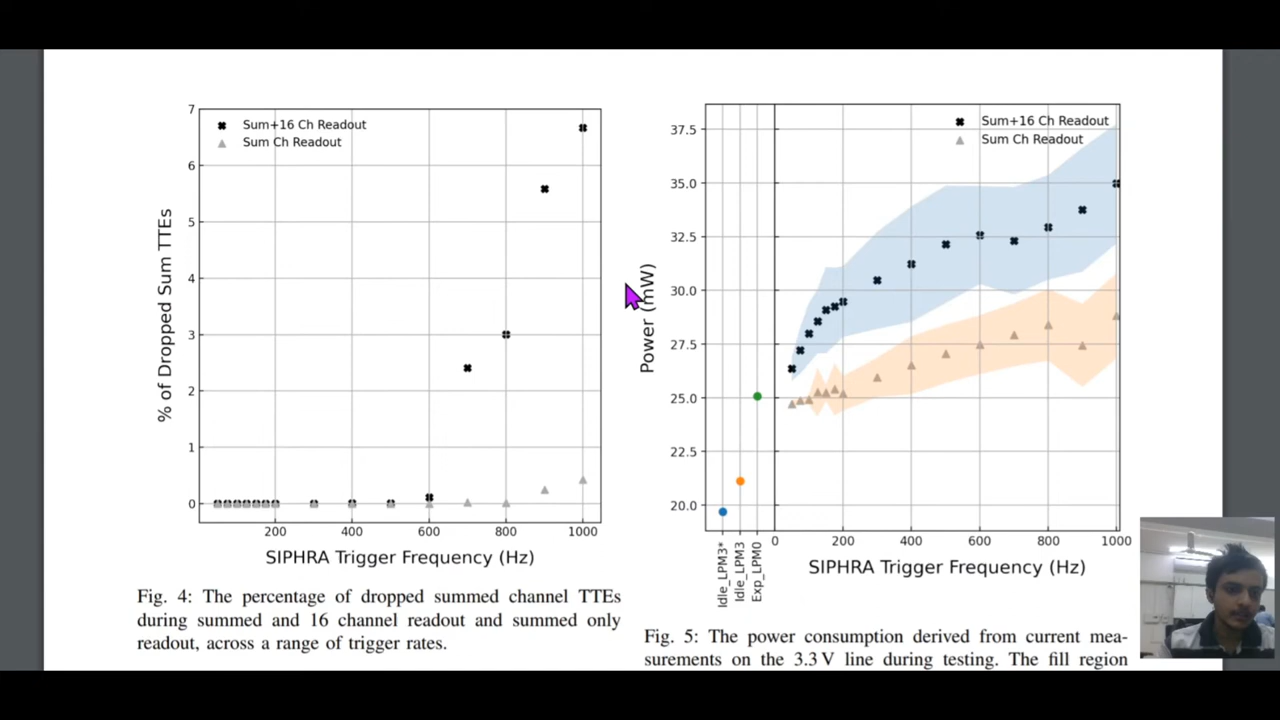 7
6
5
4
3
2
1
0
% of Dropped Sum TTEs
Sum+16 Ch Readout
Sum Ch Readout
200 400 600 800 1000
SIPHRA Trigger Frequency (Hz)
Fig. 4: The percentage of dropped summed channel TTEs
during summed and 16 channel readout and summed only
readout, across a range of trigger rates.
37.5
35.0
32.5
30.0
27.5
25.0
22.5
20.0
Power (mW)
Sum+16 Ch Readout
Sum Ch Readout
Idle_LPM3*
Idle_LPM3
Exp_LPM0
0 200 400 600 800 1000
SIPHRA Trigger Frequency (Hz)
Fig. 5: The power consumption derived from current mea-
surements on the 3.3 V line during testing. The fill region